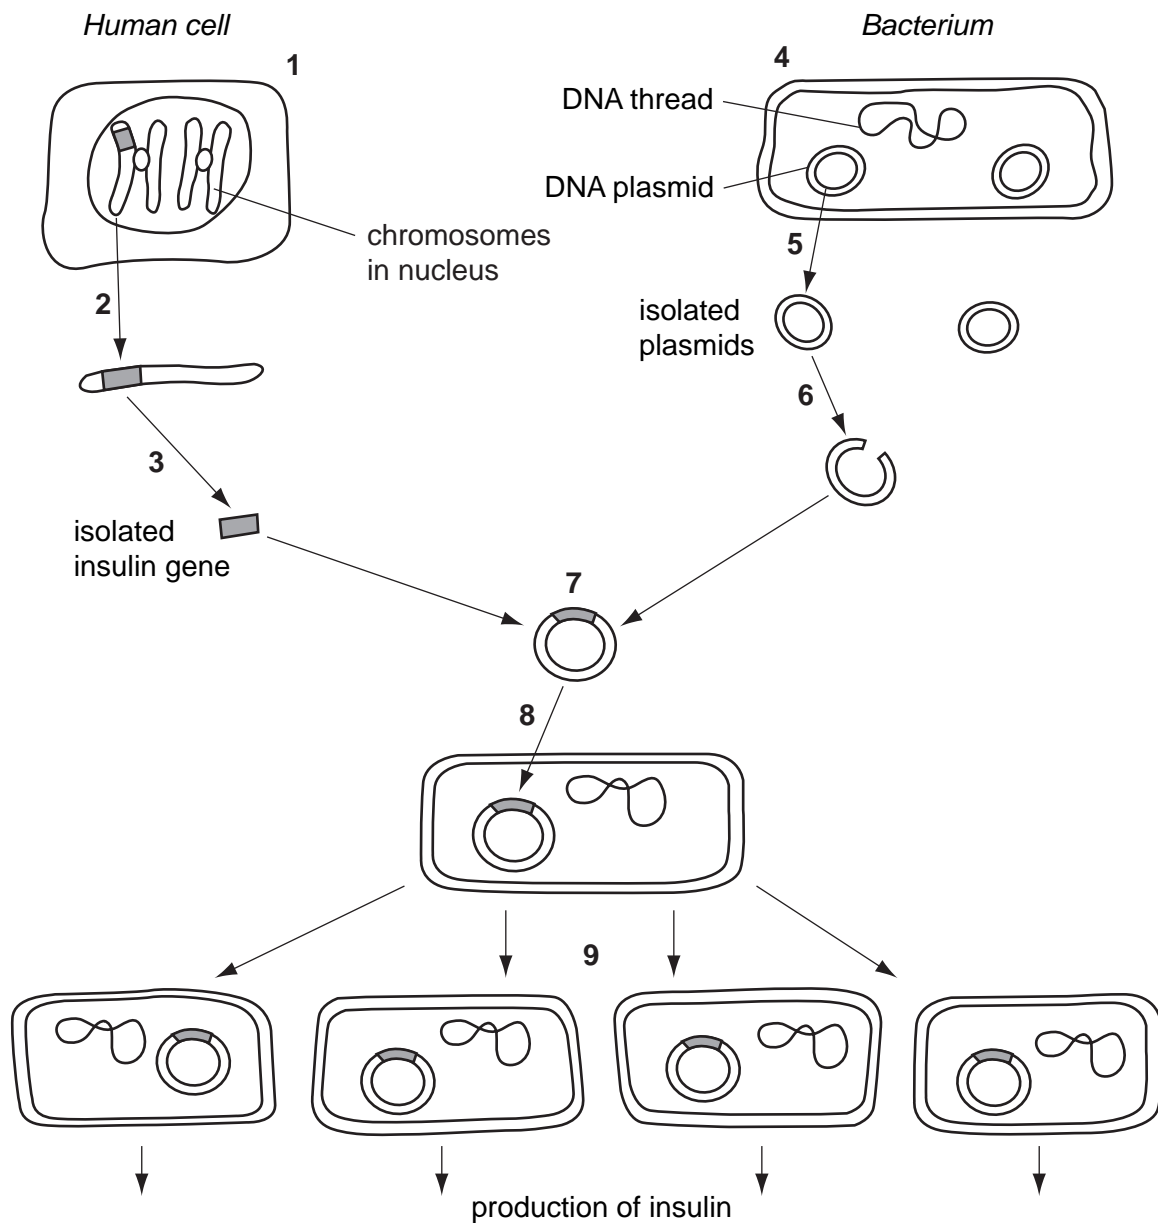 Human cell
Bacterium
1
4
DNA thread
DNA plasmid
chromosomes
in nucleus
5
2
isolated
plasmids
6
3
isolated
insulin gene
7
8
9
production of insulin